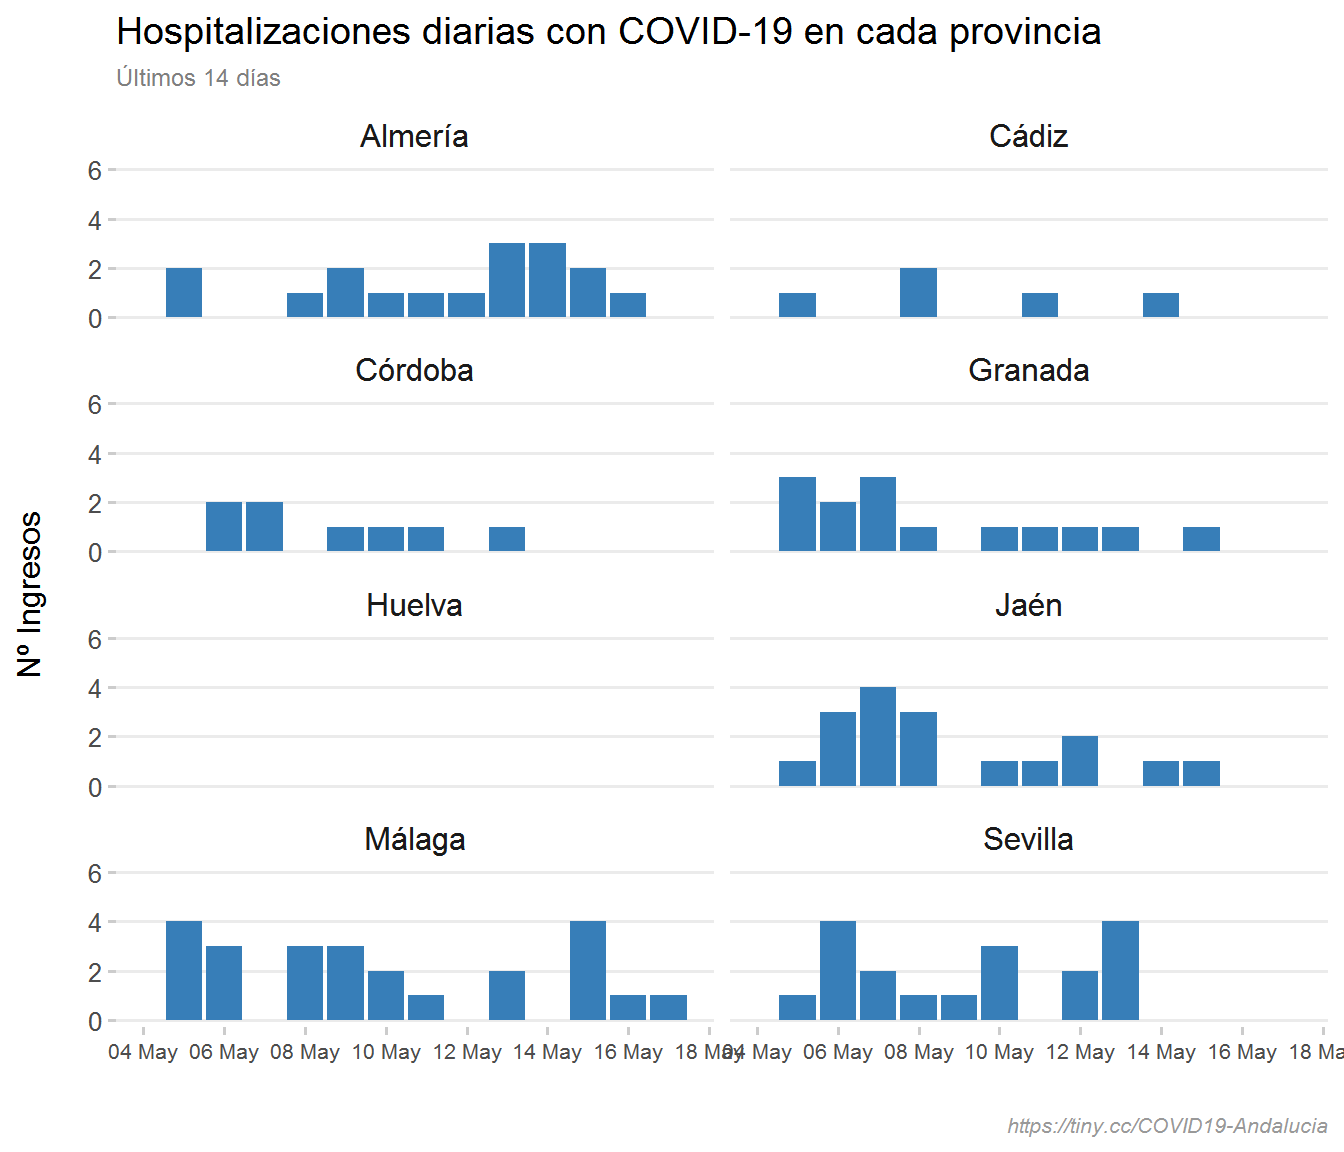 Hospitalizaciones diarias con COVID-19 en cada provincia
Últimos 14 días
Almería
Cádiz
6
4
2
0
Córdoba
Granada
6
4
2
0
Nº Ingresos
Huelva
Jaén
6
4
2
0
Málaga
Sevilla
6
4
2
0
04 May 06 May 08 May 10 May 12 May 14 May 16 May 18 May 04 May 06 May 08 May 10 May 12 May 14 May 16 May 18 Ma
https://tiny.cc/COVID19-Andalucia